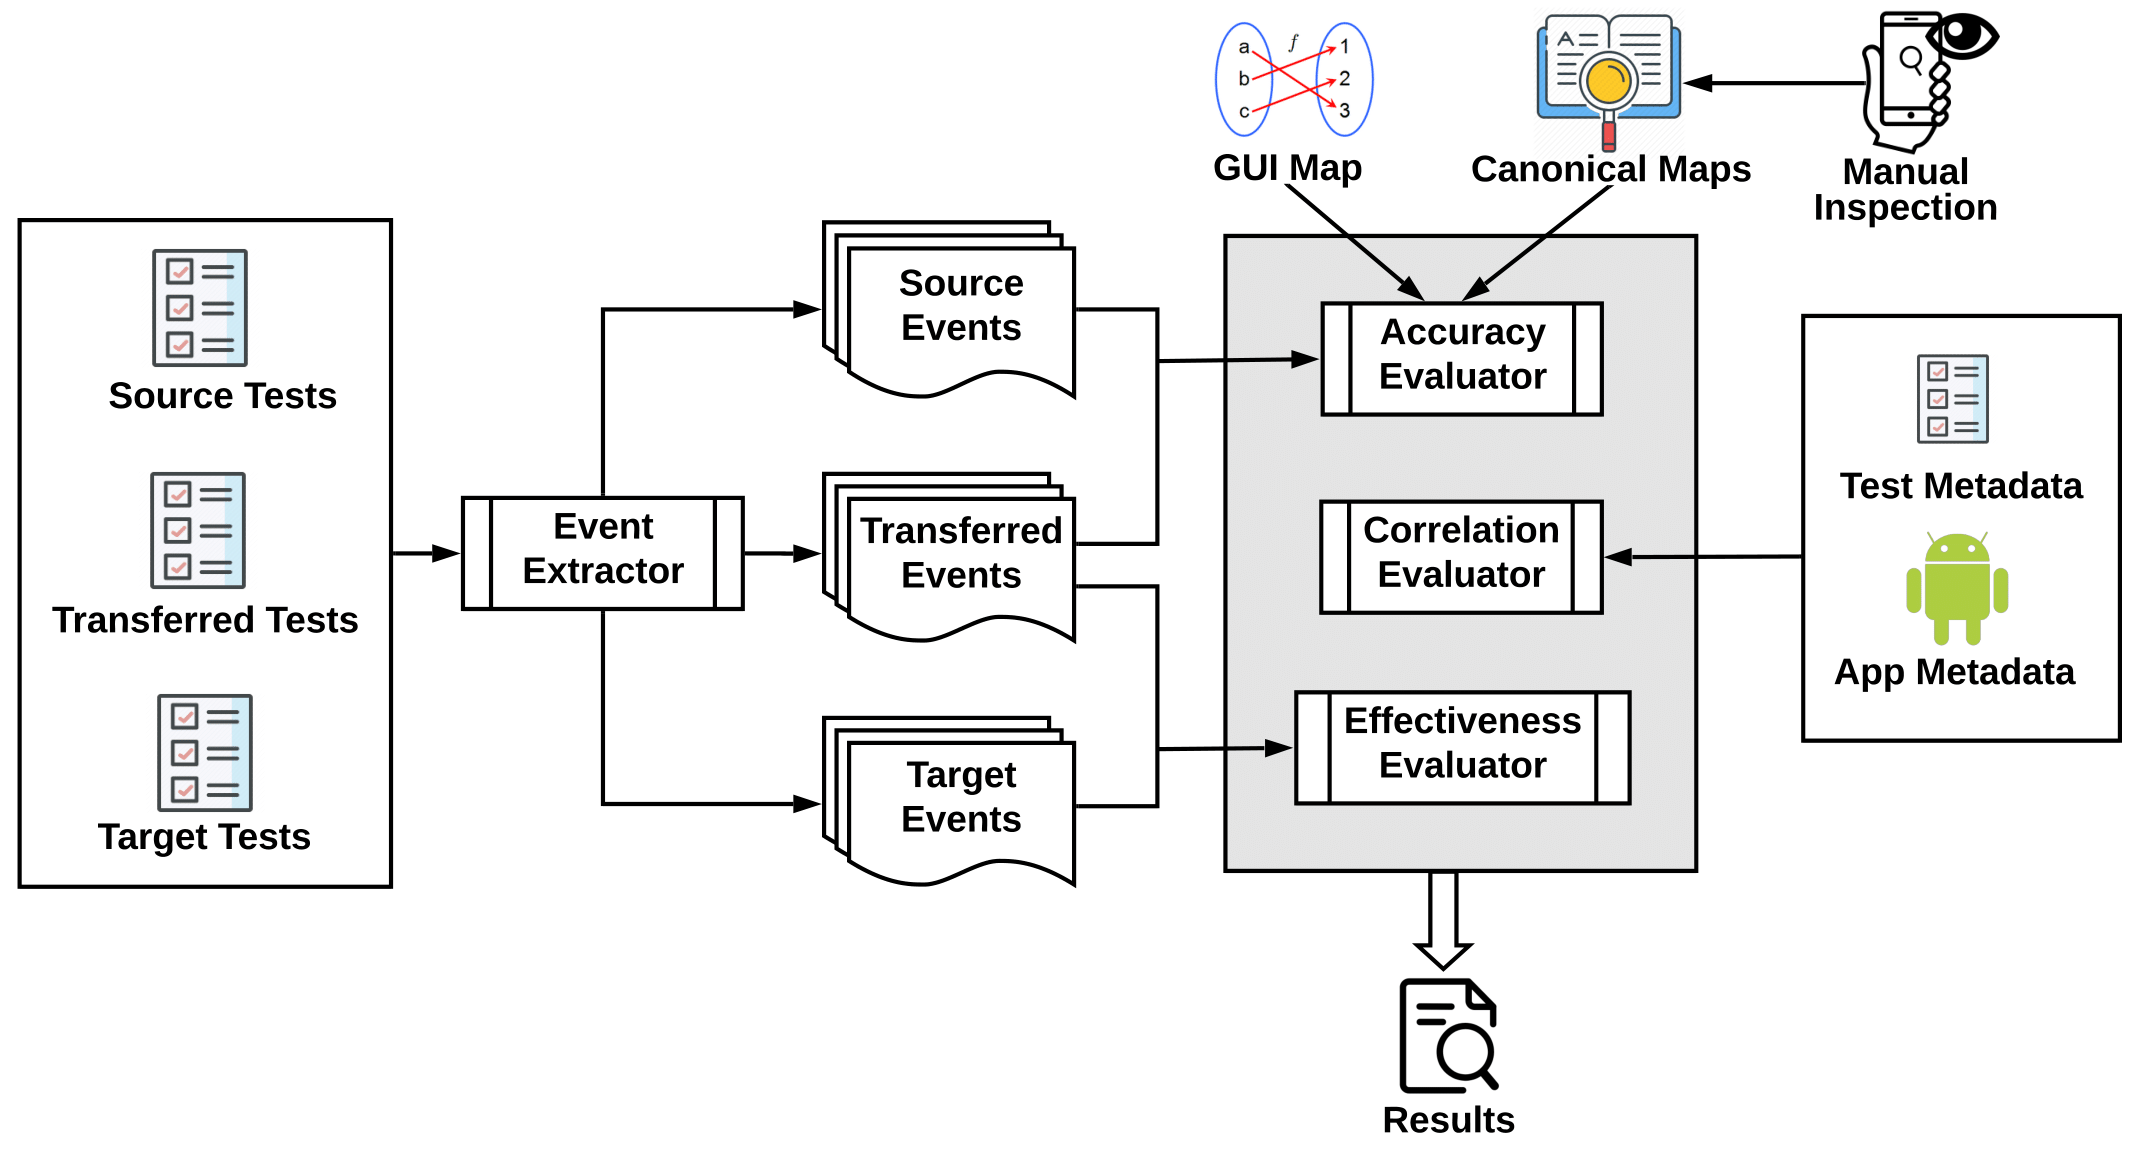 a
b
c
f
1
2
3
A
GUI Map
Canonical Maps
Manual
Inspection
Source Tests
Transferred Tests
Target Tests
Event
Extractor
Source
Events
Transferred
Events
Target
Events
Accuracy
Evaluator
Correlation
Evaluator
Effectiveness
Evaluator
Test Metadata
App Metadata
Results